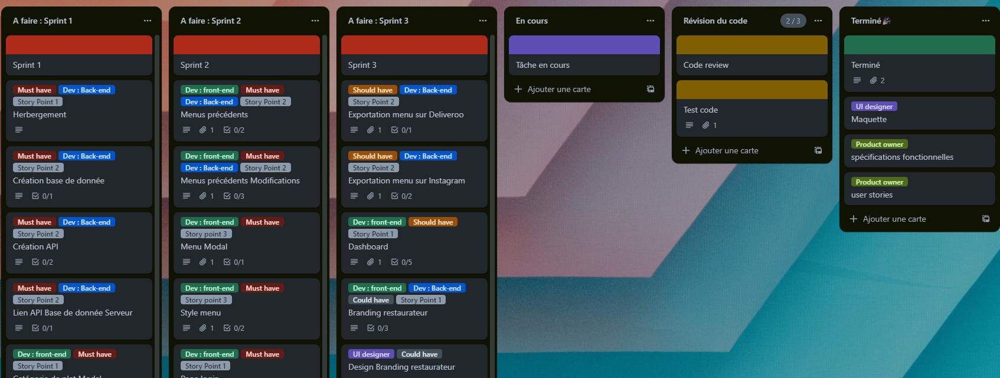 A faire : Sprint 1
Sprint 1
Must have Dev : Back-end
Story Point 1
Herbergement
Must have Dev : Back-end
Story Point 2
Création base de donnée
0/1
Must have Dev : Back-end
Story Point 2
Création API
0/2
Must have Dev : Back-end
Story Point 2
Lien API Base de donnée Serveur
0/1
Dev : front-end Must have
Story Point 1
Catégorie de plat Modal
A faire : Sprint 2
Sprint 2
Dev : front-end Must have
Dev : Back-end Story Point 2
Menus précédents
1 0/2
Dev : front-end Must have
Dev : Back-end Story Point 2
Menus précédents Modifications
1 0/3
Dev : front-end Must have
Story point 3
Menu Modal
1 0/1
Dev : front-end Must have
Story point 3
Style menu
1 0/2
Dev : front-end Must have
Story Point 1
Page login
A faire : Sprint 3
Sprint 3
Should have Dev : Back-end
Story Point 2
Exportation menu sur Deliveroo
1 0/1
Should have Dev : Back-end
Story Point 2
Exportation menu sur Instagram
1 0/2
Dev : front-end Should have
Story Point 1
Dashboard
1 0/5
Dev : front-end Dev : Back-end
Could have Story Point 1
Branding restaurateur
0/3
UI designer Could have
Design Branding restaurateur
En cours
Tâche en cours
Ajouter une carte
Révision du code 2 / 3
Code review
Test code
1
Ajouter une carte
Terminé
Terminé
2
UI designer
Maquette
Product owner
spécifications fonctionnelles
Product owner
user stories
Ajouter une carte